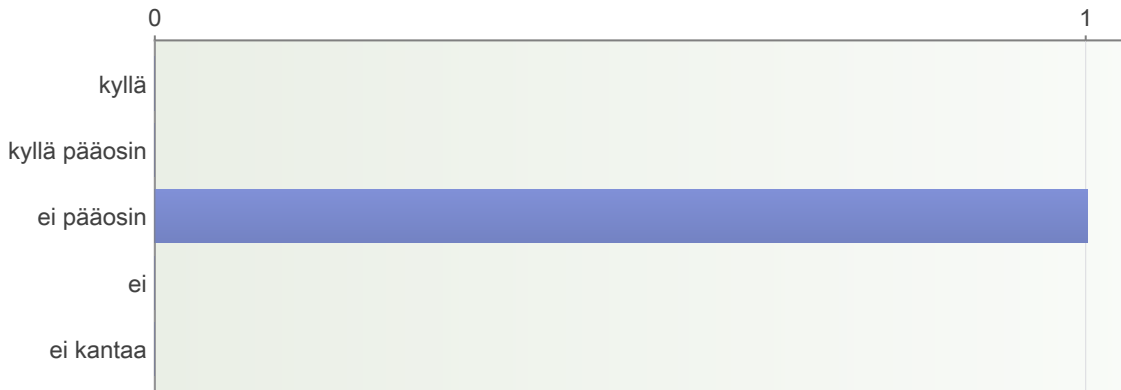 0 1
kyllä
kyllä pääosin
ei pääosin
ei
ei kantaa